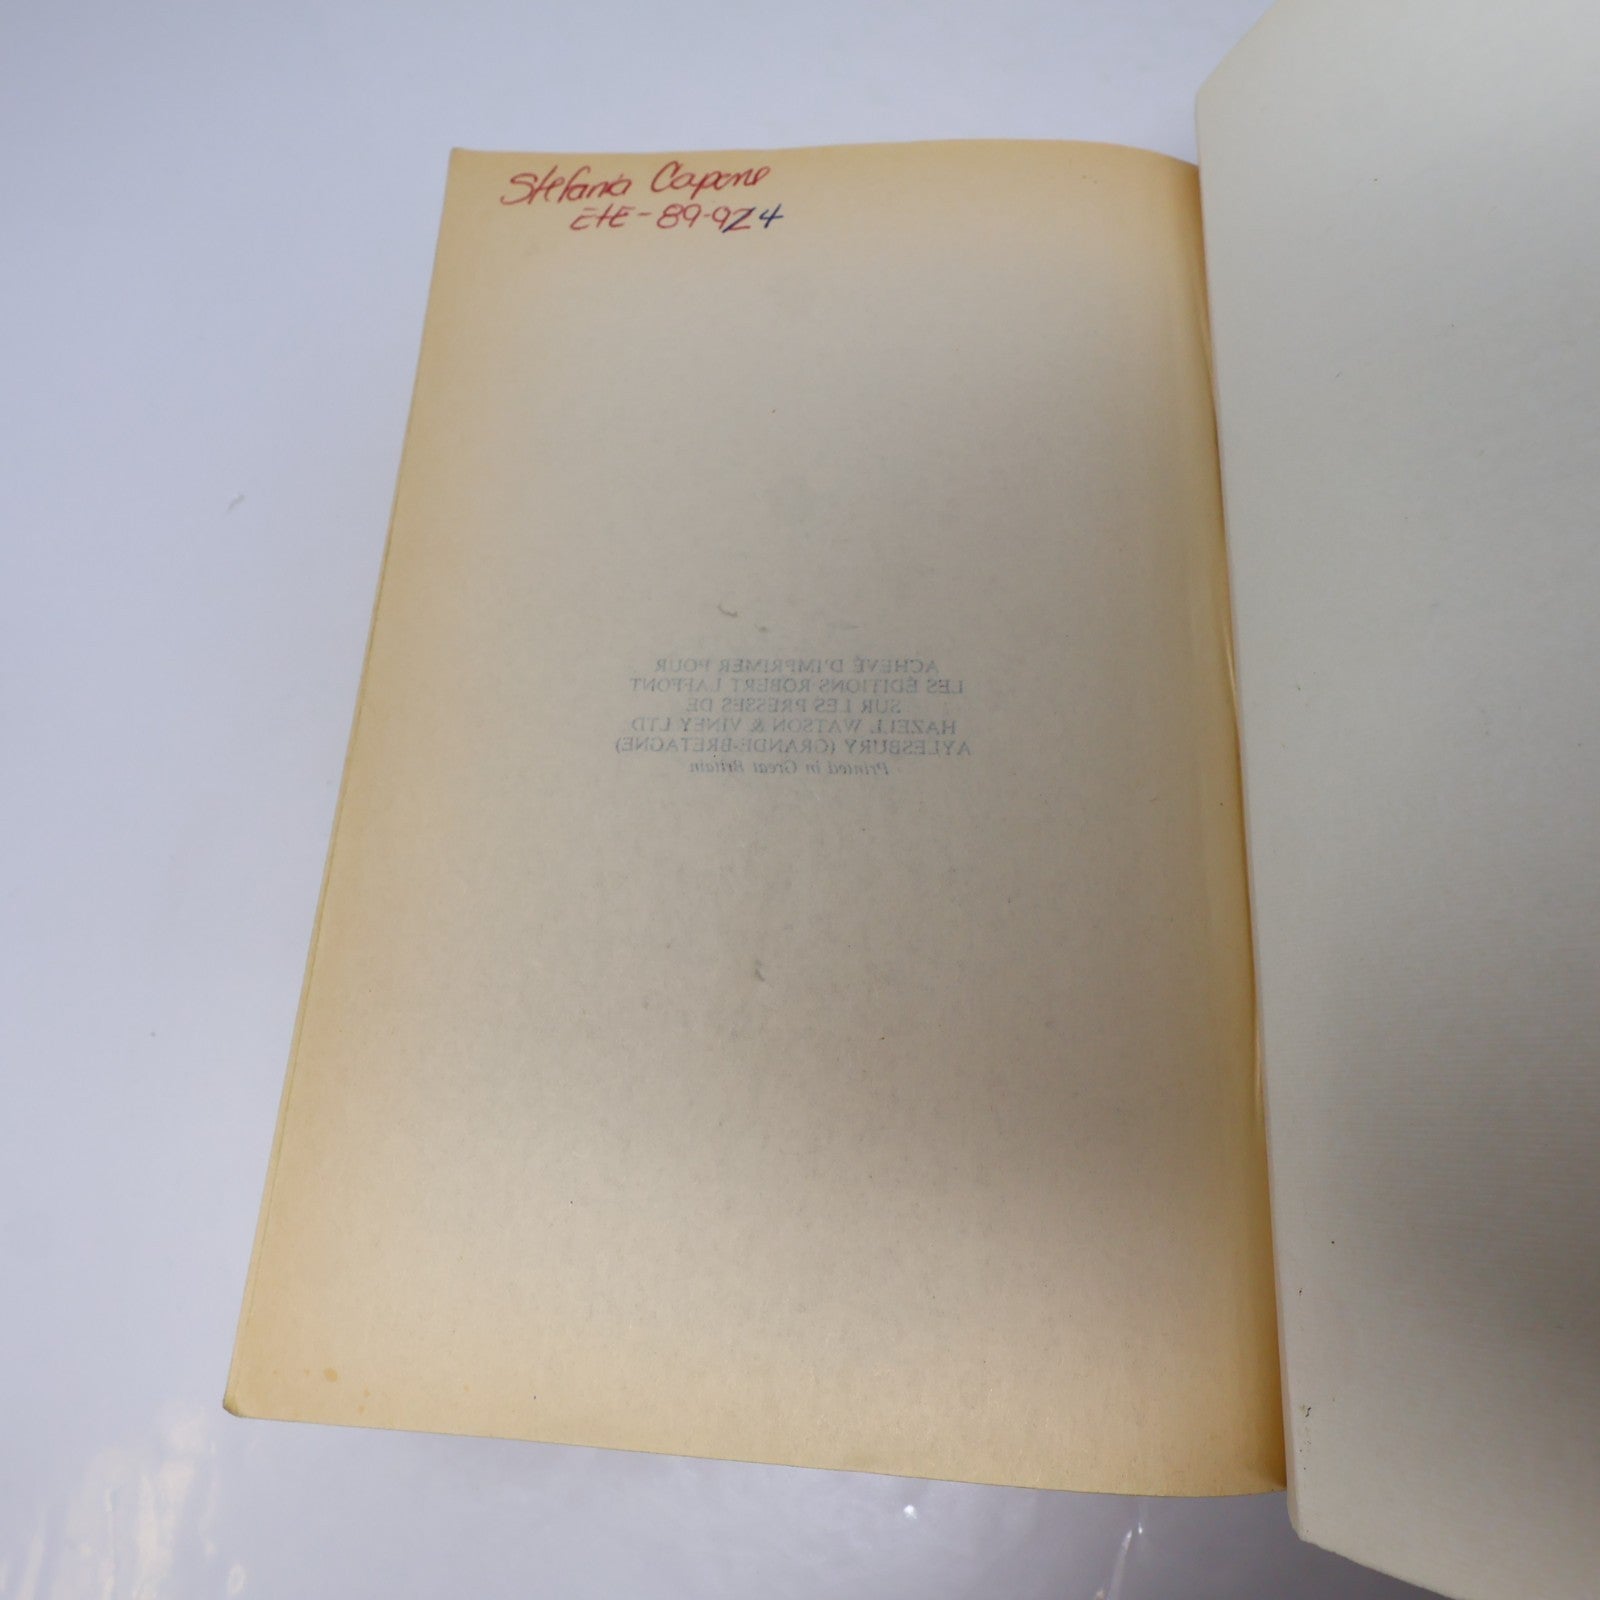 Stefania Capone
EtE - 89-924
ACHEVÉ D'IMPRIMER POUR
LES ÉDITIONS ROBERT LAFFONT
SUR LES PRESSES DE
HAZELL WATSON & VINEY LTD
AYLESBURY (GRANDE-BRETAGNE)
Printed in Great Britain